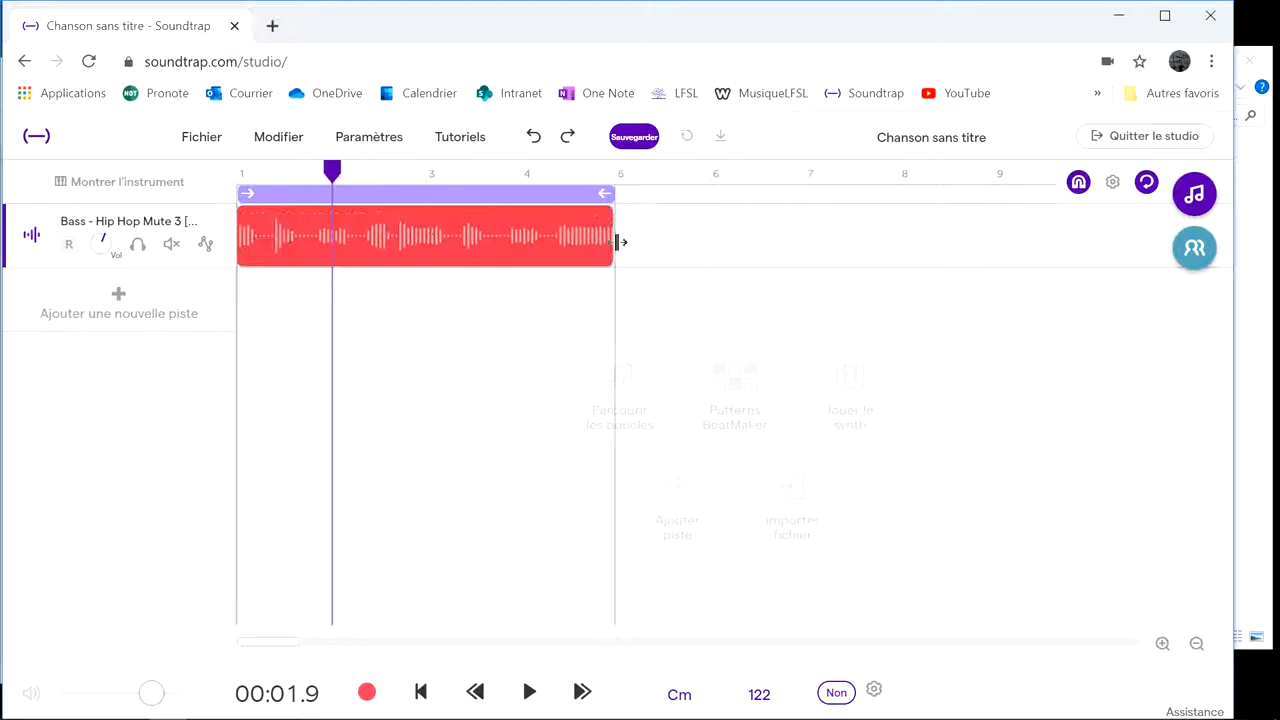 Chanson sans titre - Soundtrap
soundtrap.com/studio/
Applications
NOT
Pronote
Courrier
OneDrive
Calendrier
Intranet
One Note
LFSL
MusiqueLFSL
Soundtrap
YouTube
»
Autres favoris
Fichier
Modifier
Paramètres
Tutoriels
Sauvegarder
Chanson sans titre
Quitter le studio
Montrer l'instrument
1
3
4
5
6
7
8
9
Bass - Hip Hop Mute 3 [...
R
Vol
Ajouter une nouvelle piste
Parcourir
les boucles
Patterns
BeatMaker
Jouer le
synth
Ajouter
piste
Importer
fichier
00:01.9
Cm
122
Non
Assistance